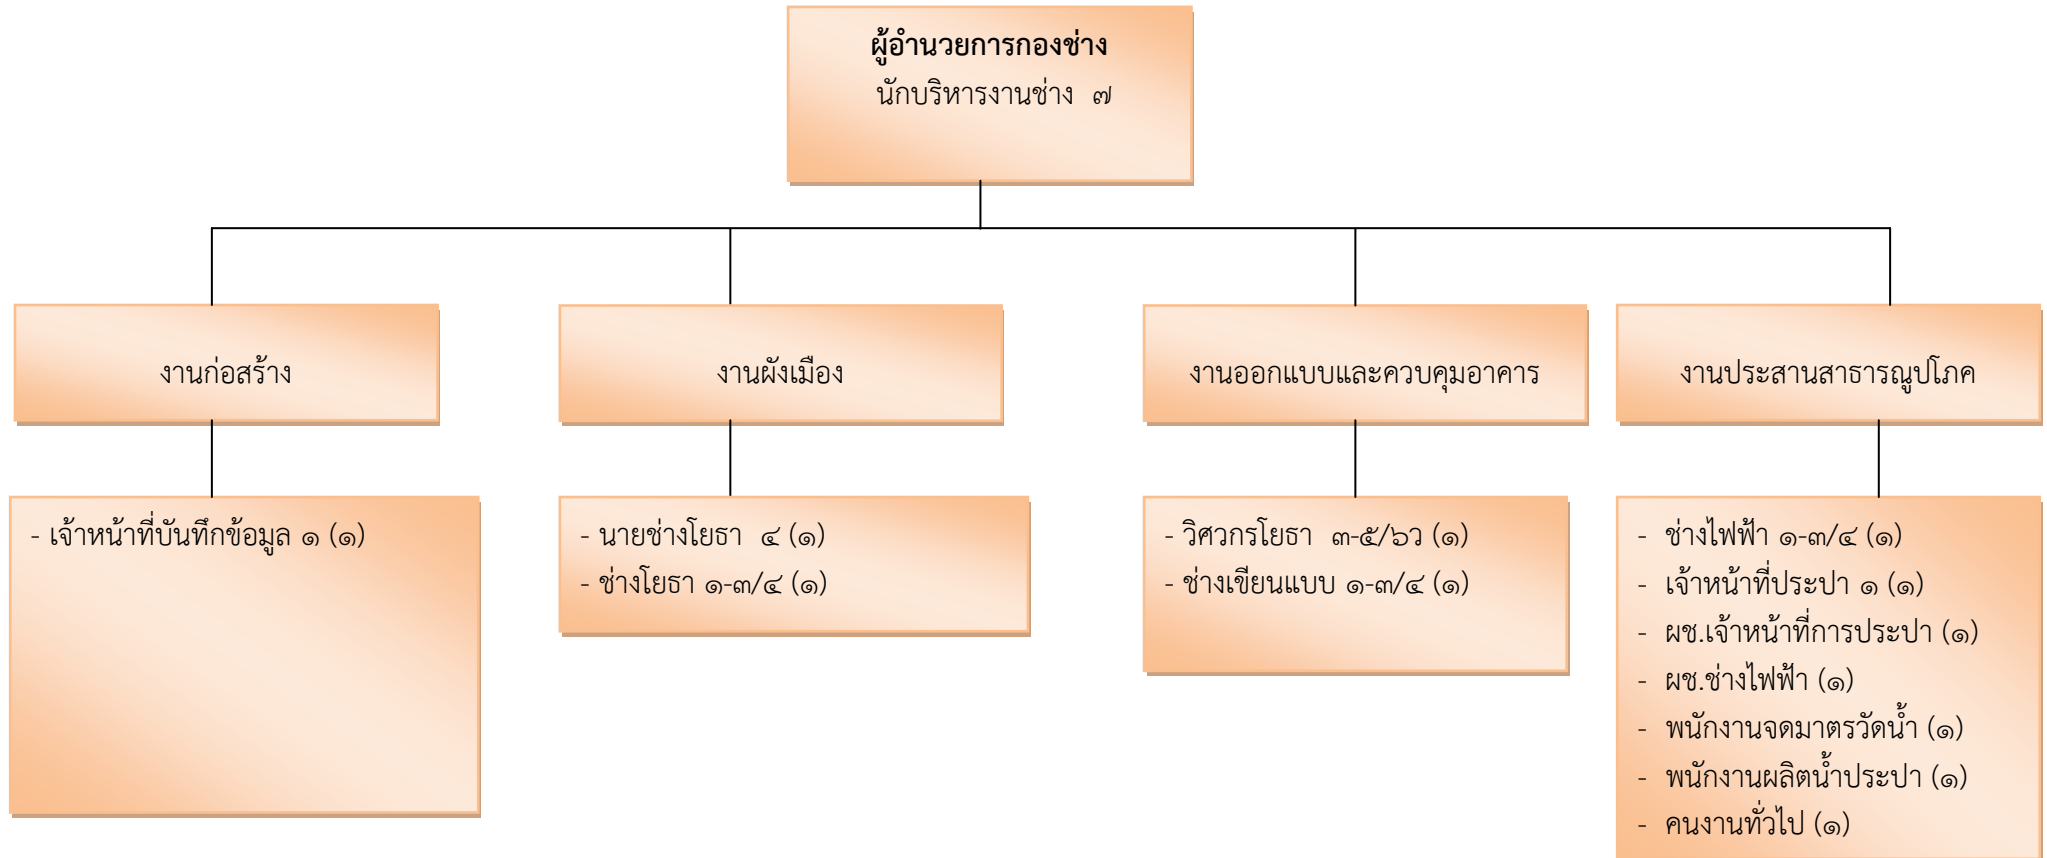 ผู้อำนวยการกองช่าง
นักบริหารงานช่าง ๗
งานก่อสร้าง
งานผังเมือง
งานออกแบบและควบคุมอาคาร
งานประสานสาธารณูปโภค
- เจ้าหน้าที่บันทึกข้อมูล ๑ (๑)
- นายช่างโยธา ๔ (๑)
- ช่างโยธา ๑-๓/๔ (๑)
- วิศวกรโยธา ๓-๕/๖ว (๑)
- ช่างเขียนแบบ ๑-๓/๔ (๑)
- ช่างไฟฟ้า ๑-๓/๔ (๑)
- เจ้าหน้าที่ประปา ๑ (๑)
- ผช.เจ้าหน้าที่การประปา (๑)
- ผช.ช่างไฟฟ้า (๑)
- พนักงานจดมาตรวัดน้ำ (๑)
- พนักงานผลิตน้ำประปา (๑)
- คนงานทั่วไป (๑)